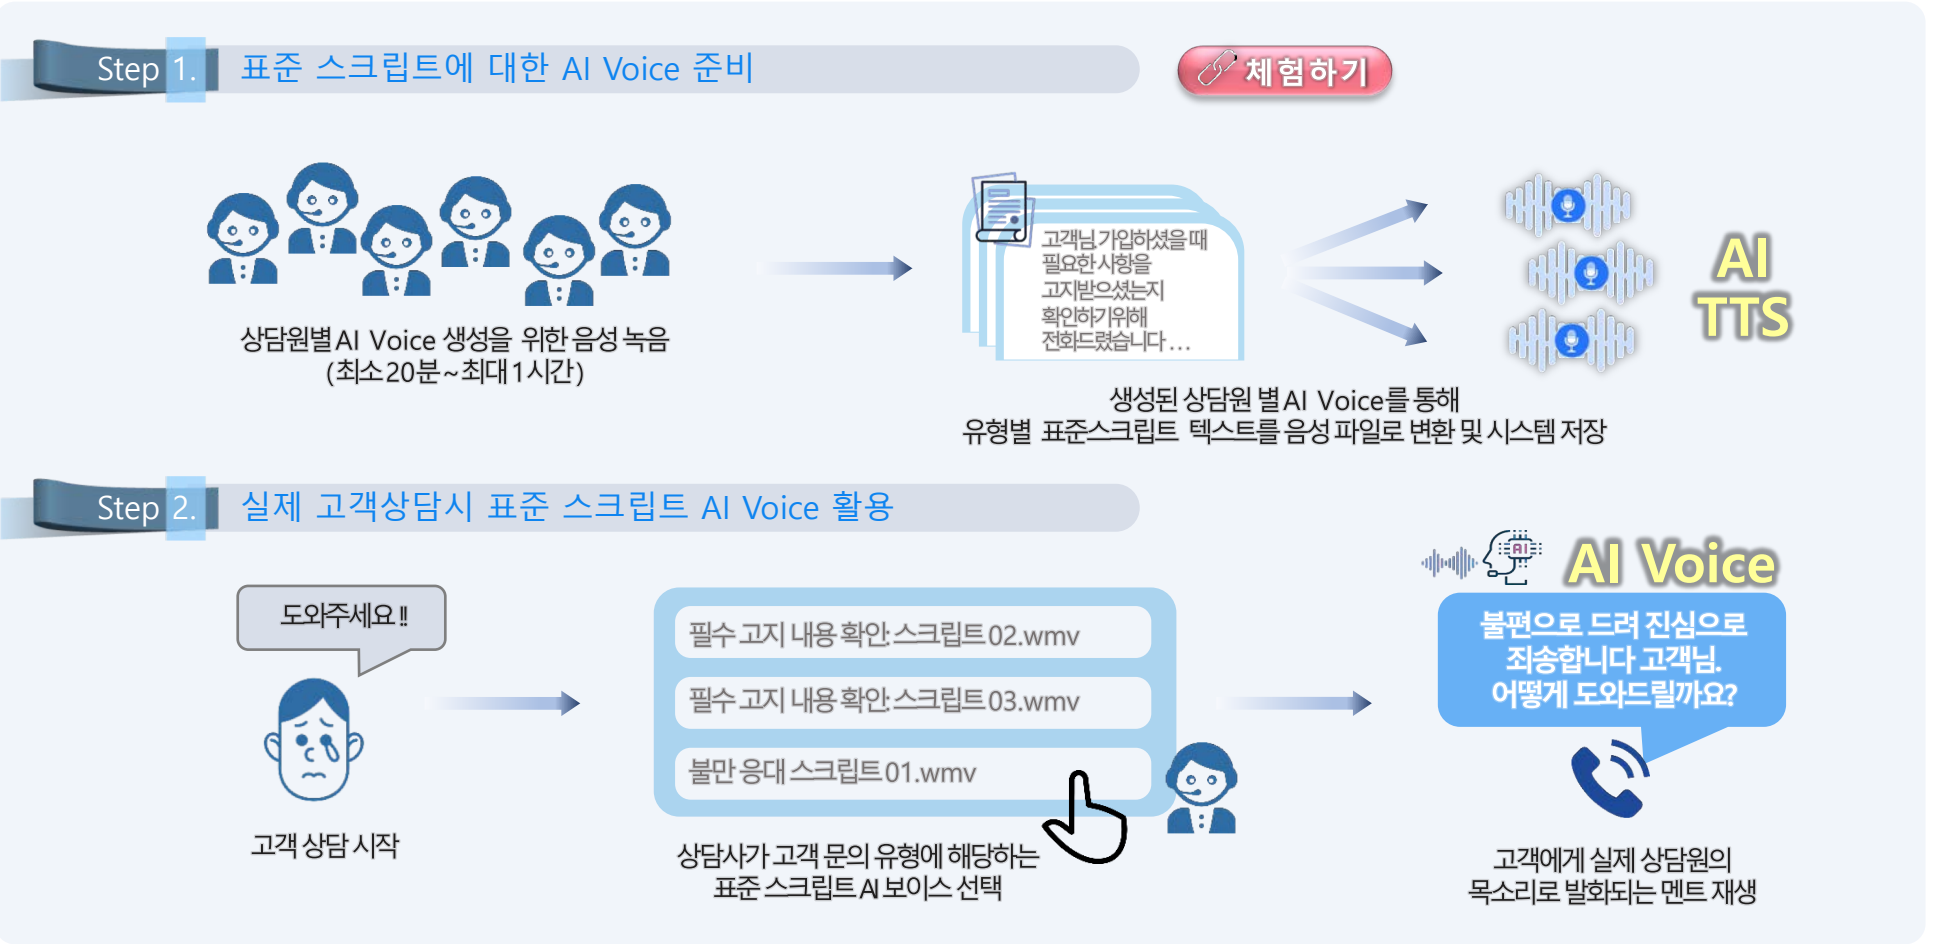 Step 1. 표준 스크립트에 대한 AI Voice 준비
체험하기
고객님 가입하셨을 때
필요한 사항을
고지받으셨는지
확인하기위해
전화드렸습니다 ...
AI
TTS
상담원별 AI Voice 생성을 위한 음성 녹음
(최소 20분 ~ 최대 1시간)
생성된 상담원 별 AI Voice를 통해
유형별 표준스크립트 텍스트를 음성 파일로 변환 및 시스템 저장
Step 2. 실제 고객상담시 표준 스크립트 AI Voice 활용
도와주세요 !!
고객 상담 시작
필수 고지 내용 확인: 스크립트 02.wmv
필수 고지 내용 확인: 스크립트 03.wmv
불만 응대 스크립트 01.wmv
상담사가 고객 문의 유형에 해당하는
표준 스크립트 AI 보이스 선택
AI
AI Voice
불편으로 드려 진심으로
죄송합니다 고객님.
어떻게 도와드릴까요?
고객에게 실제 상담원의
목소리로 발화되는 멘트 재생